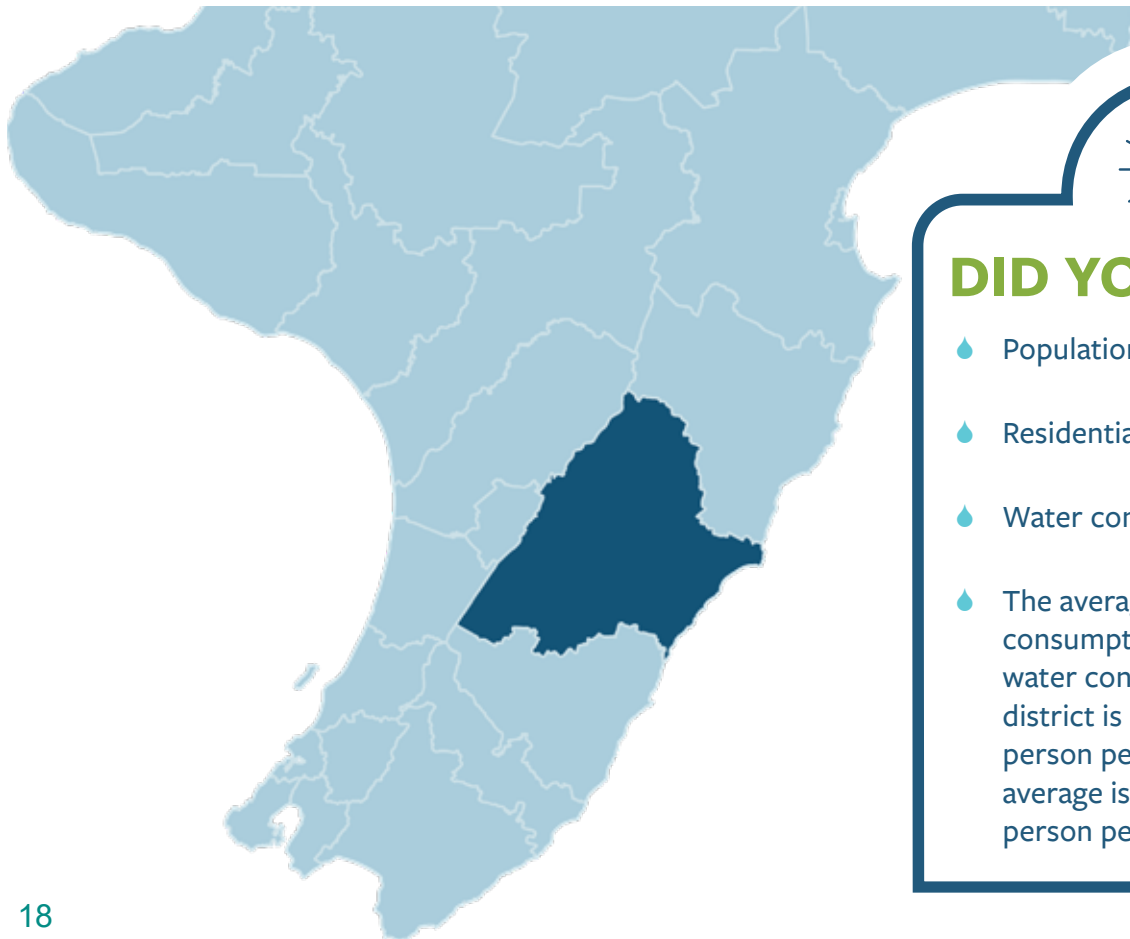 DID YO
Population
Residentia
Water con
The avera
consumpt
water con
district is
person pe
average is
person pe
18